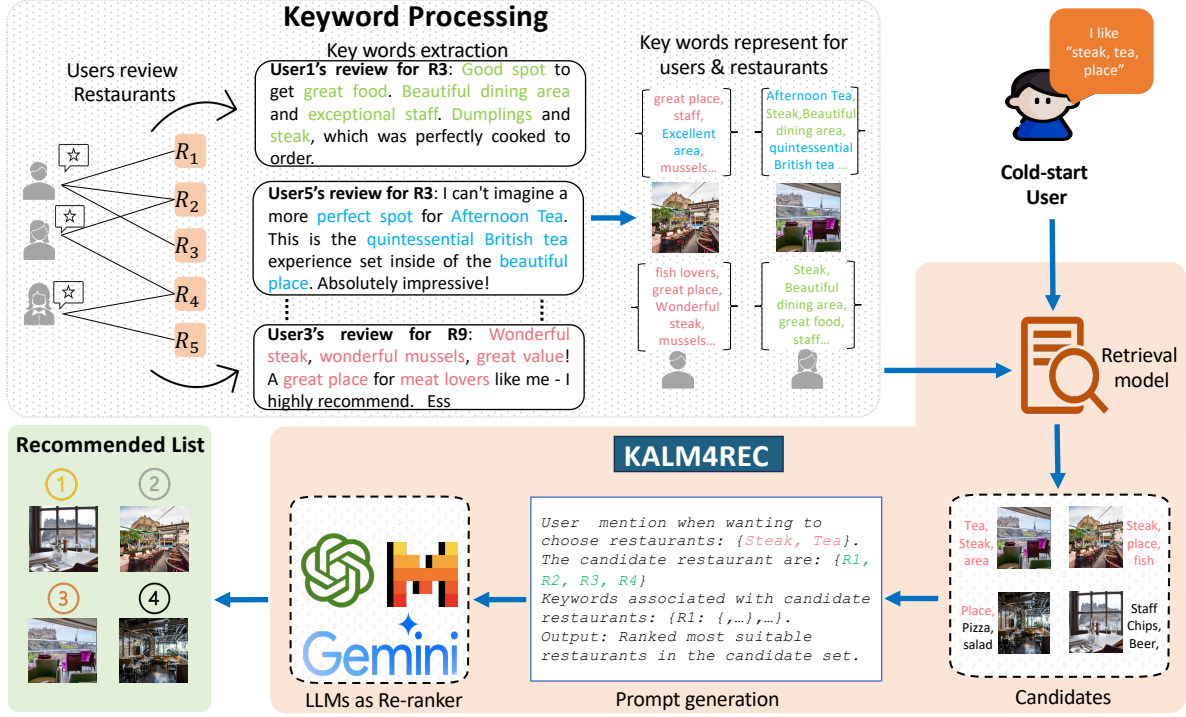 Keyword Processing
Users review
Restaurants
R1
R2
R3
R4
R5
Key words extraction
User1's review for R3: Good spot to
get great food. Beautiful dining area
and exceptional staff. Dumplings and
steak, which was perfectly cooked to
order.
User5's review for R3: I can't imagine a
more perfect spot for Afternoon Tea.
This is the quintessential British tea
experience set inside of the beautiful
place. Absolutely impressive!
User3's review for R9: Wonderful
steak, wonderful mussels, great value!
A great place for meat lovers like me - I
highly recommend. Ess
Key words represent for
users & restaurants
great place,
staff,
Excellent
area,
mussels...
Afternoon Tea,
Steak,Beautiful
dining area,
quintessential
British tea ...
fish lovers,
great place,
Wonderful
steak,
mussels...
Steak,
Beautiful
dining area,
great food,
staff...
I like
"steak, tea,
place"
Cold-start
User
Retrieval
model
Recommended List
1
2
3
4
KALM4REC
Gemini
LLMs as Re-ranker
User mention when wanting to
choose restaurants: {Steak, Tea}.
The candidate restaurant are: {R1,
R2, R3, R4}
Keywords associated with candidate
restaurants: {R1: {,…},…}.
Output: Ranked most suitable
restaurants in the candidate set.
Prompt generation
Tea,
Steak,
area
Steak,
place,
fish
Place,
Pizza,
salad
Staff
Chips,
Beer,
Candidates